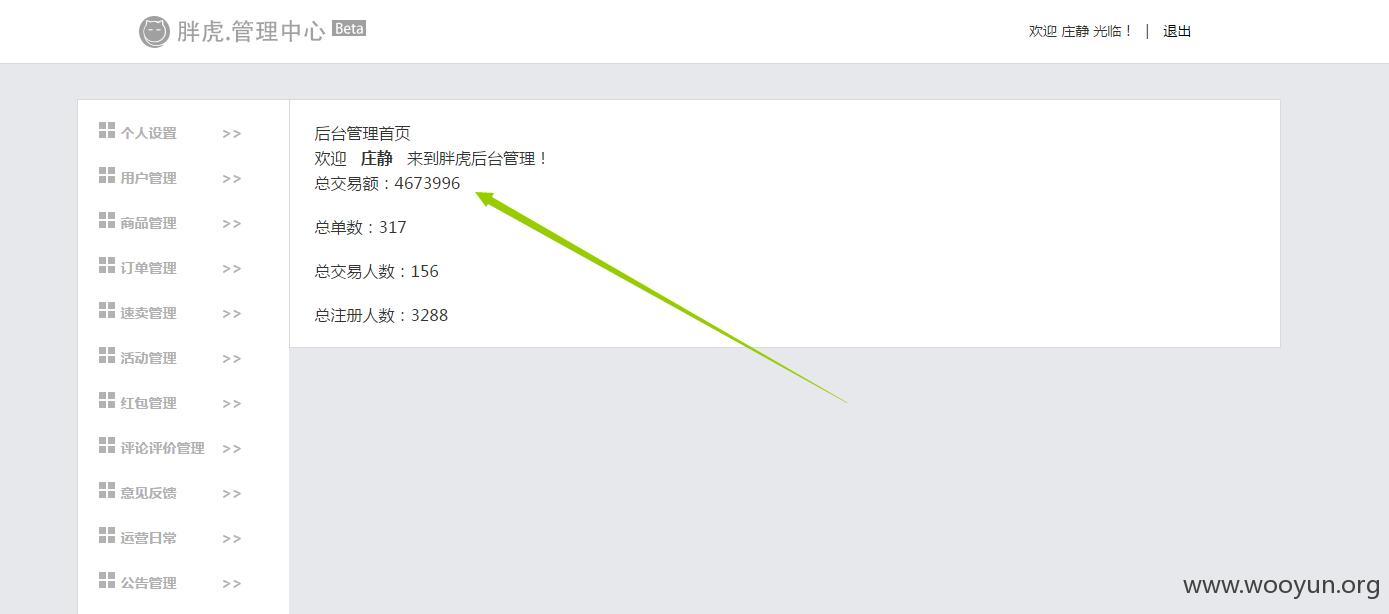 胖虎.管理中心 Beta
欢迎 庄静 光临！ | 退出
个人设置 >>
用户管理 >>
商品管理 >>
订单管理 >>
速卖管理 >>
活动管理 >>
红包管理 >>
评论评价管理 >>
意见反馈 >>
运营日常 >>
公告管理 >>
后台管理首页
欢迎 庄静 来到胖虎后台管理！
总交易额：4673996
总单数：317
总交易人数：156
总注册人数：3288
www.wooyun.org